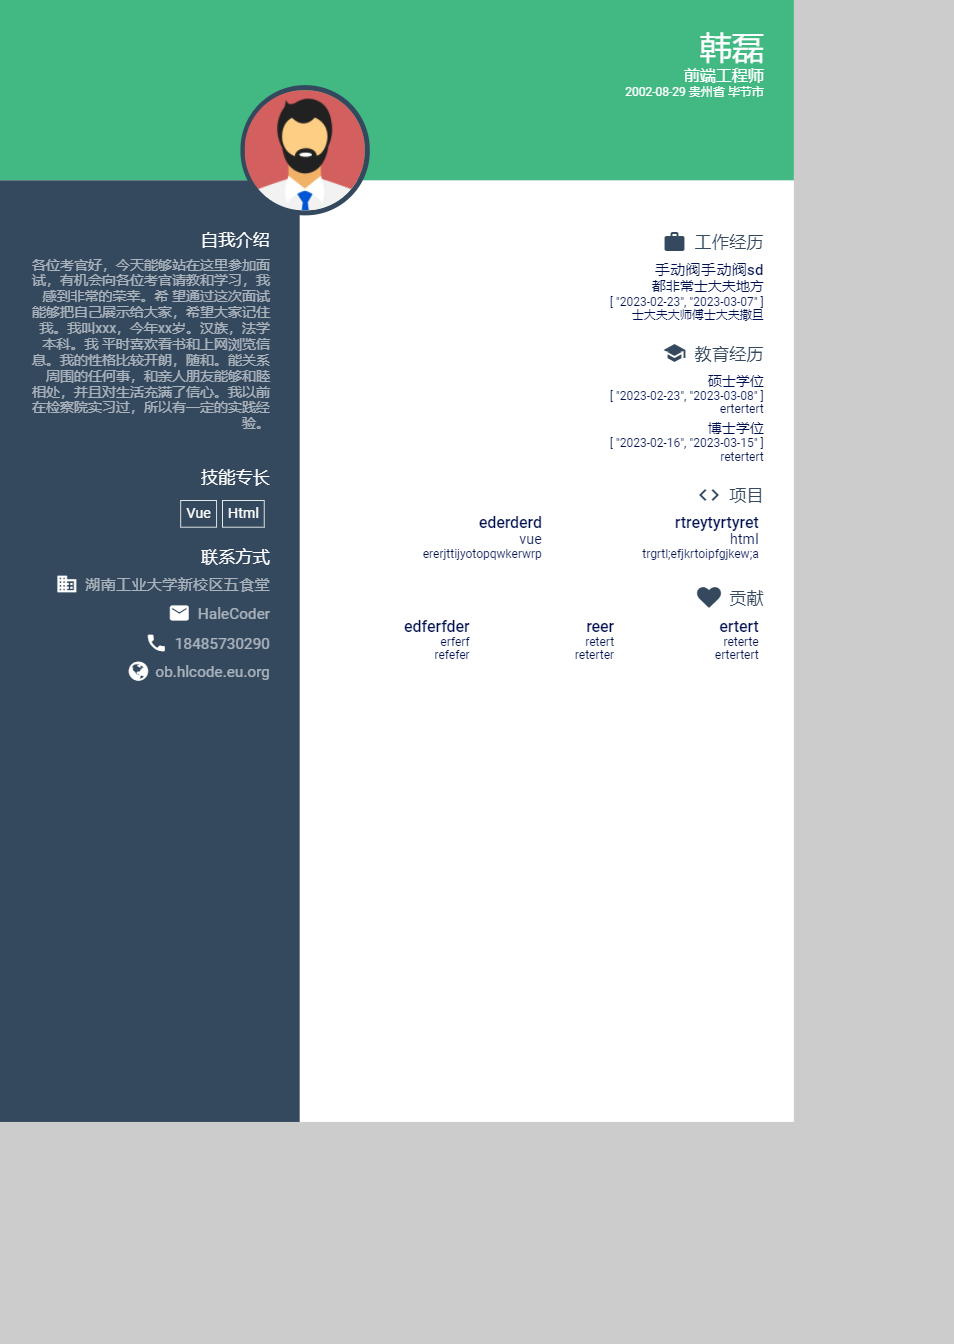 韩磊
前端工程师
2002-08-29 贵州省 毕节市
自我介绍
各位考官好，今天能够站在这里参加面
试，有机会向各位考官请教和学习，我
感到非常的荣幸。希 望通过这次面试
能够把自己展示给大家，希望大家记住
我。我叫xxx，今年xx岁。汉族，法学
本科。我 平时喜欢看书和上网浏览信
息。我的性格比较开朗，随和。能关系
周围的任何事，和亲人朋友能够和睦
相处，并且对生活充满了信心。我以前
在检察院实习过，所以有一定的实践经
验。
技能专长
Vue Html
联系方式
湖南工业大学新校区五食堂
HaleCoder
18485730290
ob.hlcode.eu.org
工作经历
手动阀手动阀sd
都非常士大夫地方
[ "2023-02-23", "2023-03-07" ]
士大夫大师傅士大夫撒旦
教育经历
硕士学位
[ "2023-02-23", "2023-03-08" ]
ertertert
博士学位
[ "2023-02-16", "2023-03-15" ]
retertert
项目
ederderd rtreytyrtyret
vue html
ererjttijyotopqwkerwrp trgrtl;efjkrtoipfgjkew;a
贡献
edferfder reer ertert
erferf retert reterte
refefer reterter ertertert